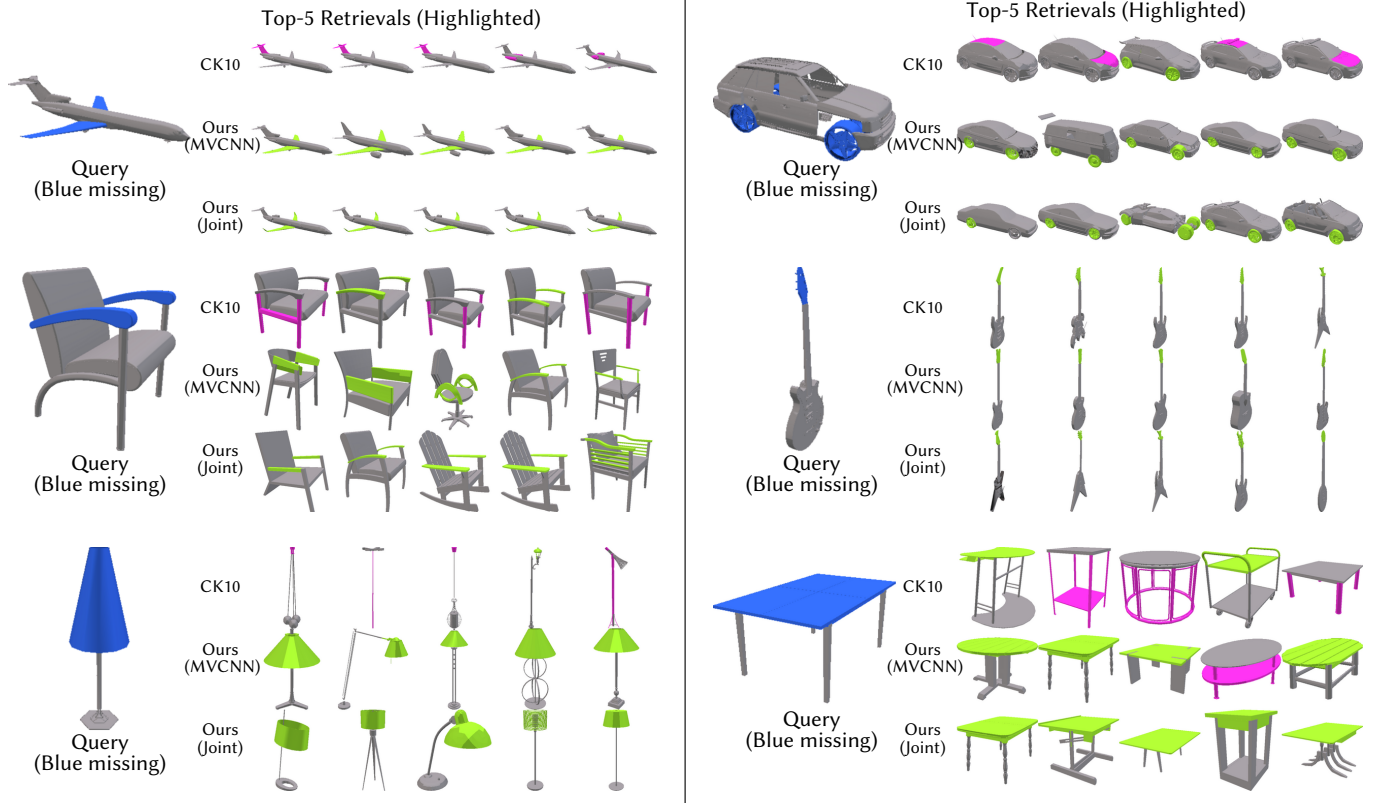 Top-5 Retrievals (Highlighted)
CK10
Ours
(MVCNN)
Query
(Blue missing)
Ours
(Joint)
CK10
Ours
(MVCNN)
Ours
(Joint)
Query
(Blue missing)
CK10
Ours
(MVCNN)
Ours
(Joint)
Query
(Blue missing)
Top-5 Retrievals (Highlighted)
CK10
Ours
(MVCNN)
Query
(Blue missing)
Ours
(Joint)
CK10
Ours
(MVCNN)
Ours
(Joint)
Query
(Blue missing)
CK10
Ours
(MVCNN)
Ours
(Joint)
Query
(Blue missing)